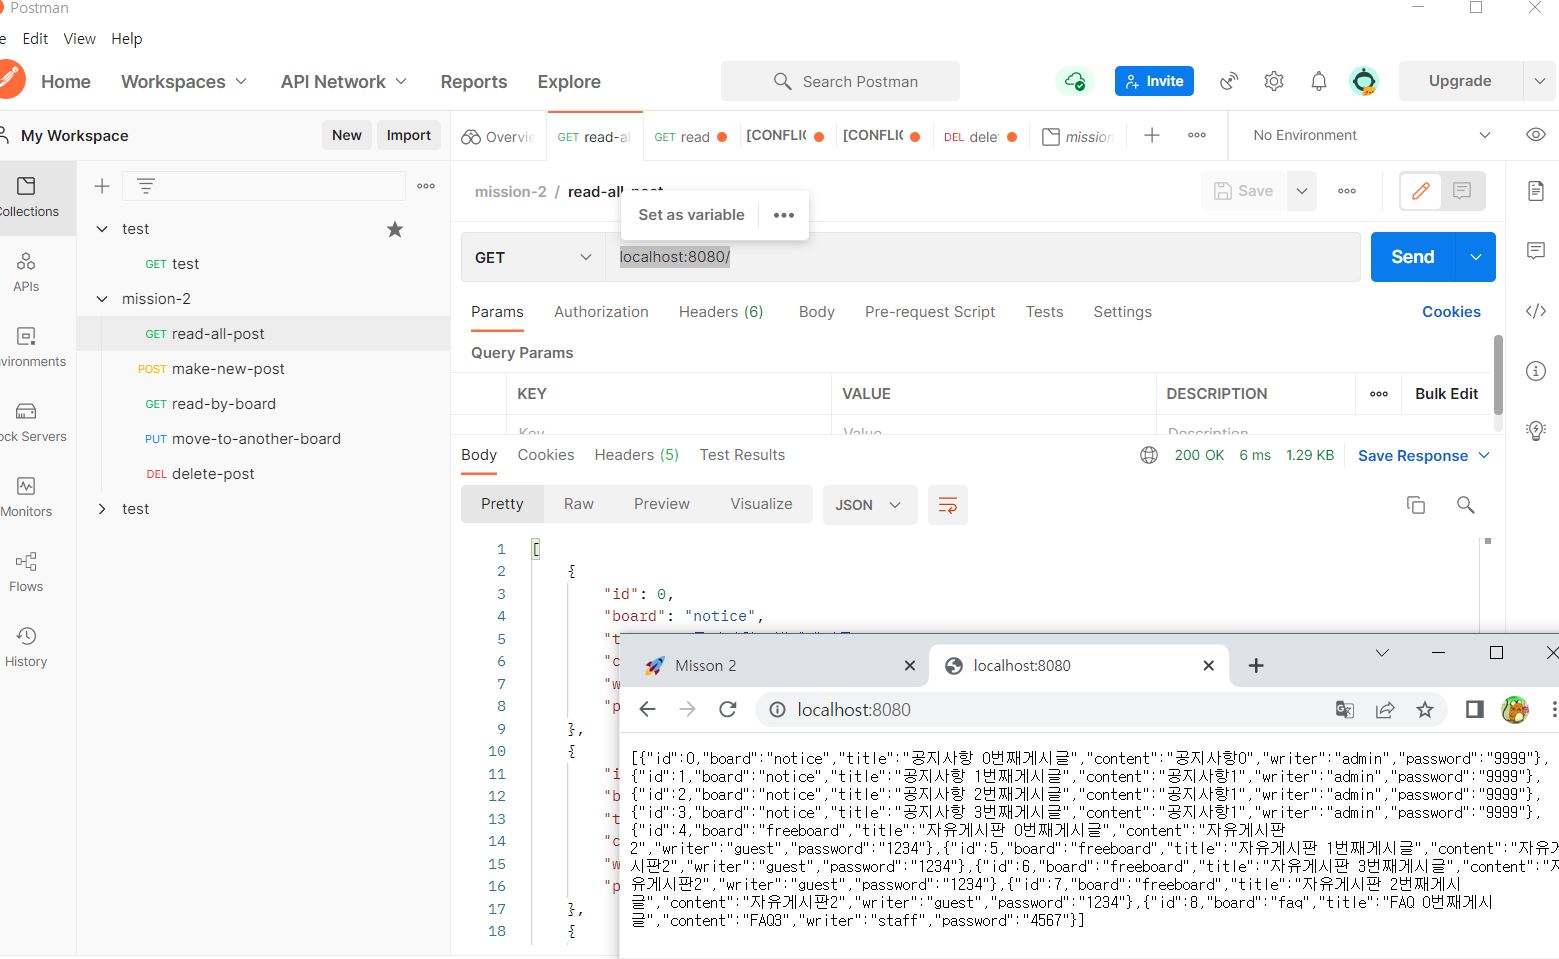 Postman
Edit View Help
Home Workspaces API Network Reports Explore Search Postman Invite Upgrade
My Workspace New Import
Overvi GET read-al GET read [CONFLIC [CONFLIC DEL dele mission No Environment
mission-2 / read-all-post Save
Set as variable •••
GET localhost:8080/ Send
Params Authorization Headers (6) Body Pre-request Script Tests Settings Cookies
Query Params
KEY VALUE DESCRIPTION ••• Bulk Edit
Key Value Description
Collections
APIs
vironments
ock Servers
Monitors
Flows
History
test
GET test
mission-2
GET read-all-post
POST make-new-post
GET read-by-board
PUT move-to-another-board
DEL delete-post
test
Body Cookies Headers (5) Test Results 200 OK 6 ms 1.29 KB Save Response
Pretty Raw Preview Visualize JSON
1 [
2 {
3 "id": 0,
4 "board": "notice",
5 "t
6 "c
7 "w
8 "p
9 },
10 {
11 "i
12 "b
13 "t
14 "c
15 "w
16 "p
17 },
18 {
Misson 2 localhost:8080
localhost:8080
[{"id":0,"board":"notice","title":"공지사항 0번째게시글","content":"공지사항0","writer":"admin","password":"9999"},
{"id":1,"board":"notice","title":"공지사항 1번째게시글","content":"공지사항1","writer":"admin","password":"9999"},
{"id":2,"board":"notice","title":"공지사항 2번째게시글","content":"공지사항1","writer":"admin","password":"9999"},
{"id":3,"board":"notice","title":"공지사항 3번째게시글","content":"공지사항1","writer":"admin","password":"9999"},
{"id":4,"board":"freeboard","title":"자유게시판 0번째게시글","content":"자유게시판
2","writer":"guest","password":"1234"},{"id":5,"board":"freeboard","title":"자유게시판 1번째게시글","content":"자유게
시판2","writer":"guest","password":"1234"},{"id":6,"board":"freeboard","title":"자유게시판 3번째게시글","content":"자
유게시판2","writer":"guest","password":"1234"},{"id":7,"board":"freeboard","title":"자유게시판 2번째게시
글","content":"자유게시판2","writer":"guest","password":"1234"},{"id":8,"board":"faq","title":"FAQ 0번째게시
글","content":"FAQ3","writer":"staff","password":"4567"}]